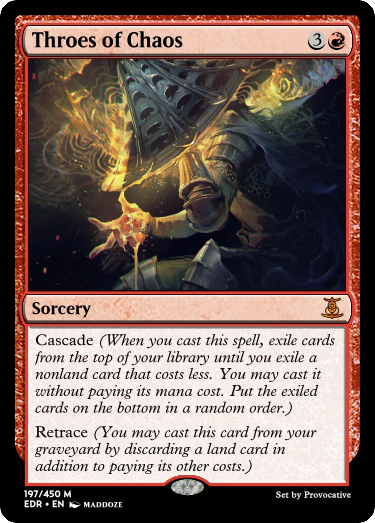 Throes of Chaos 3
Sorcery
Cascade (When you cast this spell, exile cards
from the top of your library until you exile a
nonland card that costs less. You may cast it
without paying its mana cost. Put the exiled
cards on the bottom in a random order.)
Retrace (You may cast this card from your
graveyard by discarding a land card in
addition to paying its other costs.)
197/450 M
EDR • EN MADDOZE
Set by Provocative